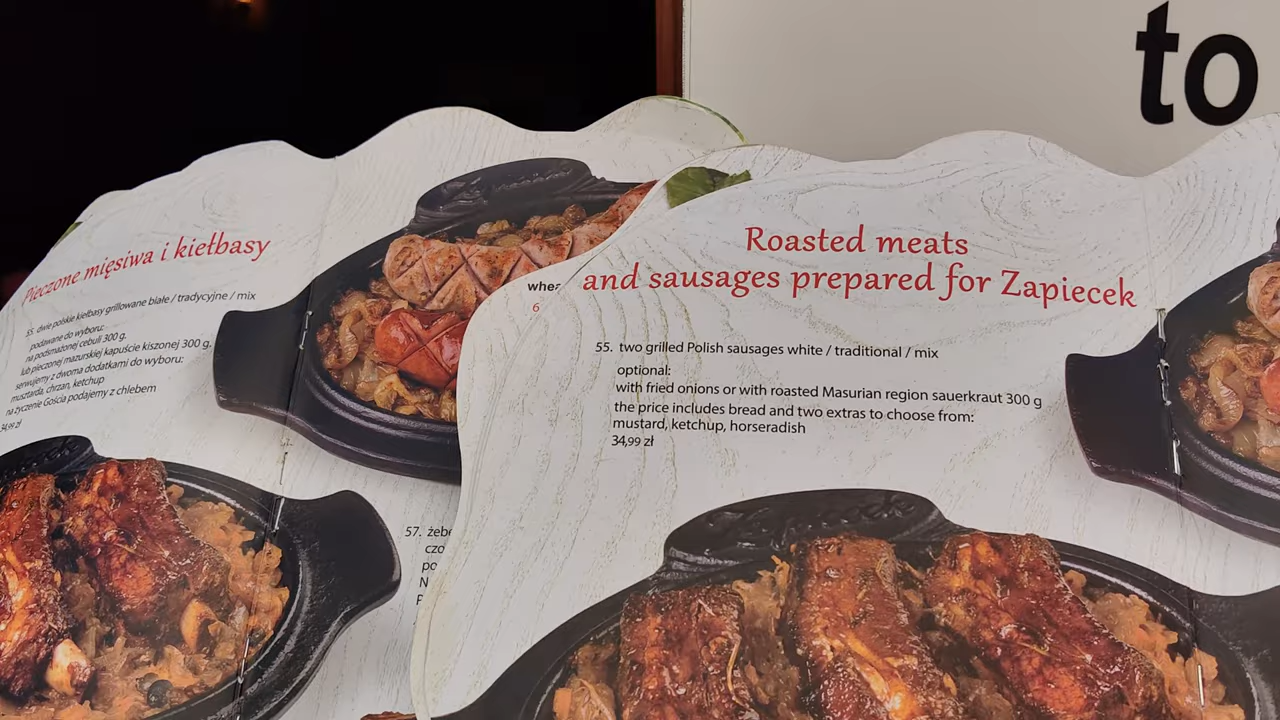 to
Pieczone mięsiwa i kiełbasy
55. dwie polskie kiełbasy grillowane białe / tradycyjne / mix
podawane do wyboru:
na podsmażonej cebuli 300 g.
lub pieczonej mazurskiej kapuście kiszonej 300 g,
serwujemy z dwoma dodatkami do wyboru:
musztarda, chrzan, ketchup
na życzenie Gościa podajemy z chlebem
34,99 zł
57. żebe
czo
po
N
P
whea
6
Roasted meats
and sausages prepared for Zapiecek
55. two grilled Polish sausages white / traditional / mix
optional:
with fried onions or with roasted Masurian region sauerkraut 300 g
the price includes bread and two extras to choose from:
mustard, ketchup, horseradish
34,99 zł